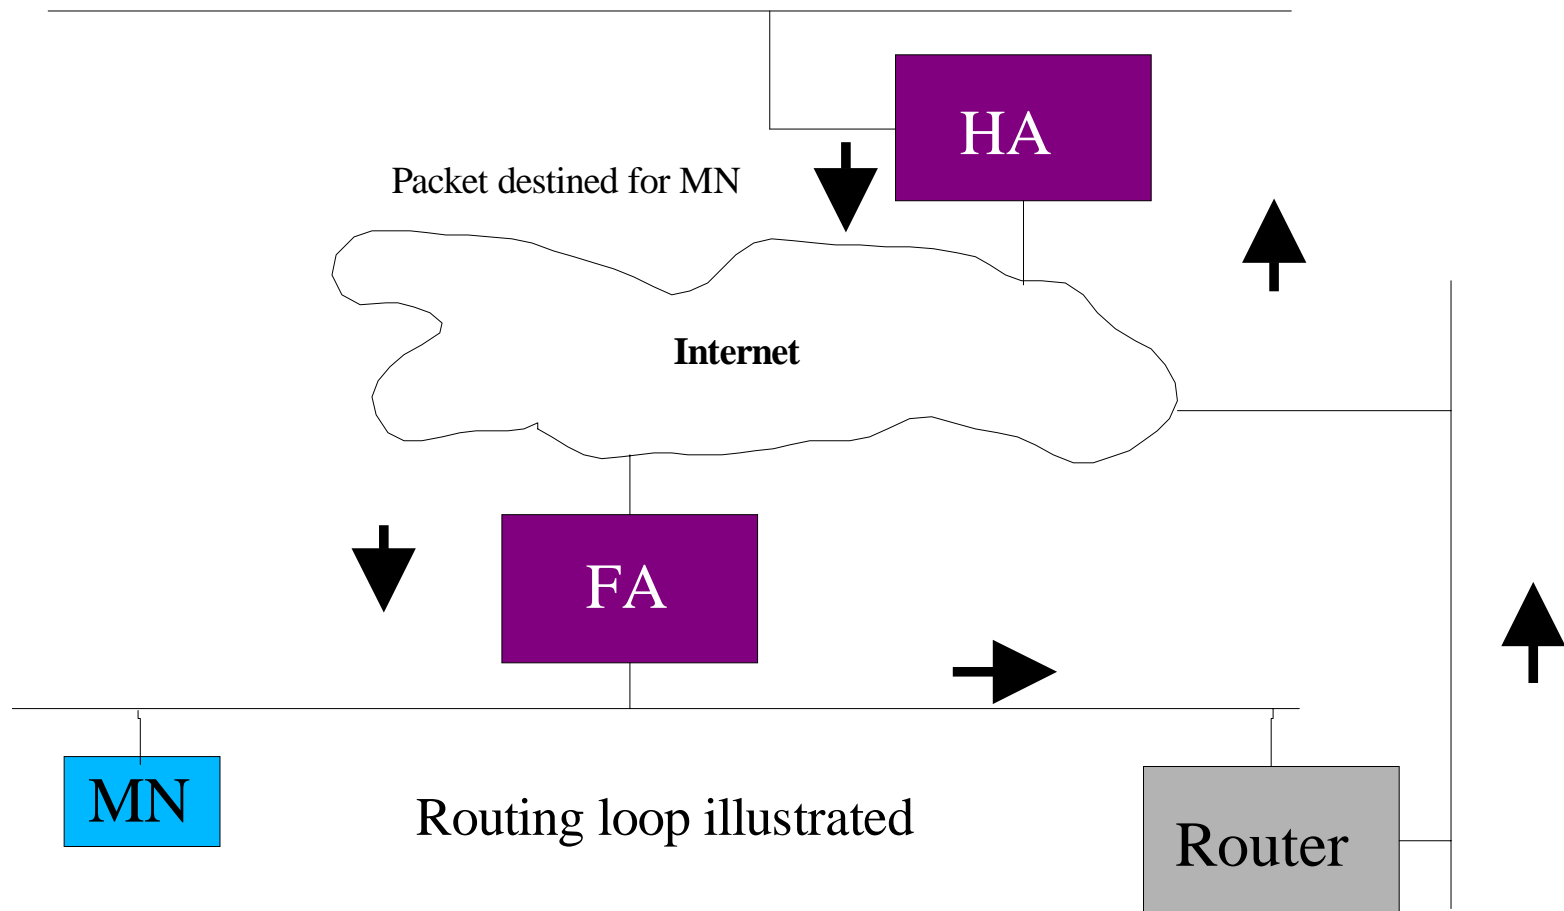 HA
Packet destined for MN
Internet
FA
MN
Routing loop illustrated
Router